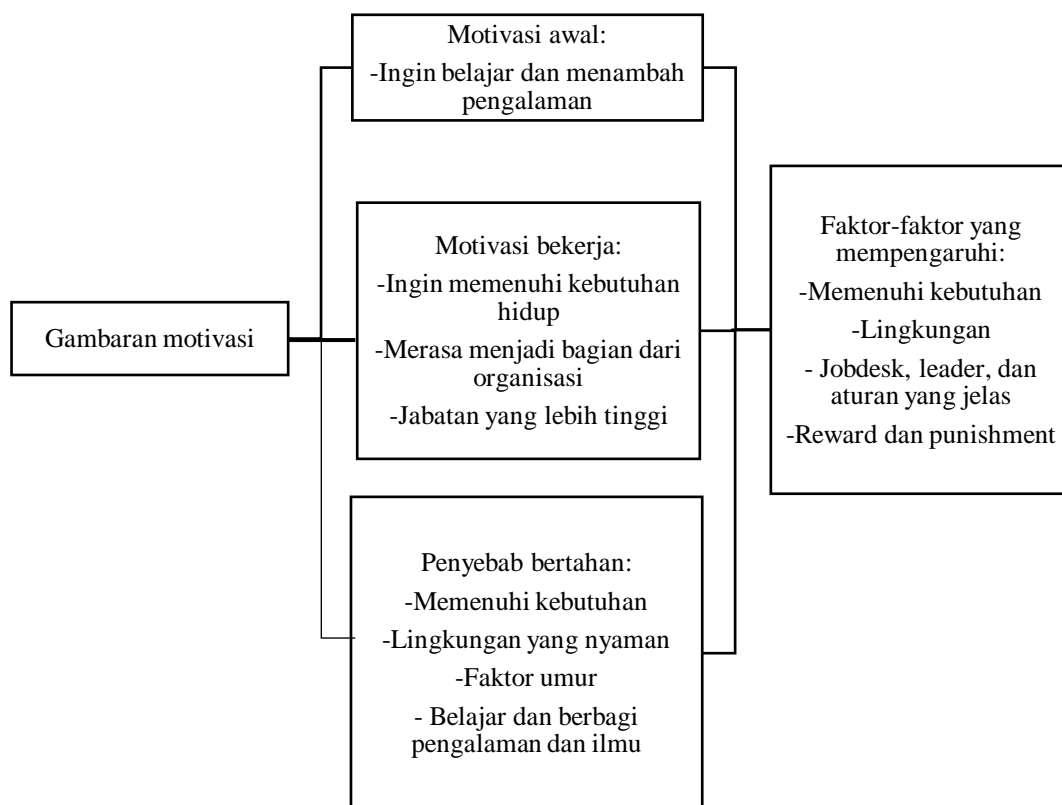 Gambaran motivasi
Motivasi awal:
-Ingin belajar dan menambah
pengalaman
Motivasi bekerja:
-Ingin memenuhi kebutuhan
hidup
-Merasa menjadi bagian dari
organisasi
-Jabatan yang lebih tinggi
Penyebab bertahan:
-Memenuhi kebutuhan
-Lingkungan yang nyaman
-Faktor umur
- Belajar dan berbagi
pengalaman dan ilmu
Faktor-faktor yang
mempengaruhi:
-Memenuhi kebutuhan
-Lingkungan
- Jobdesk, leader, dan
aturan yang jelas
-Reward dan punishment